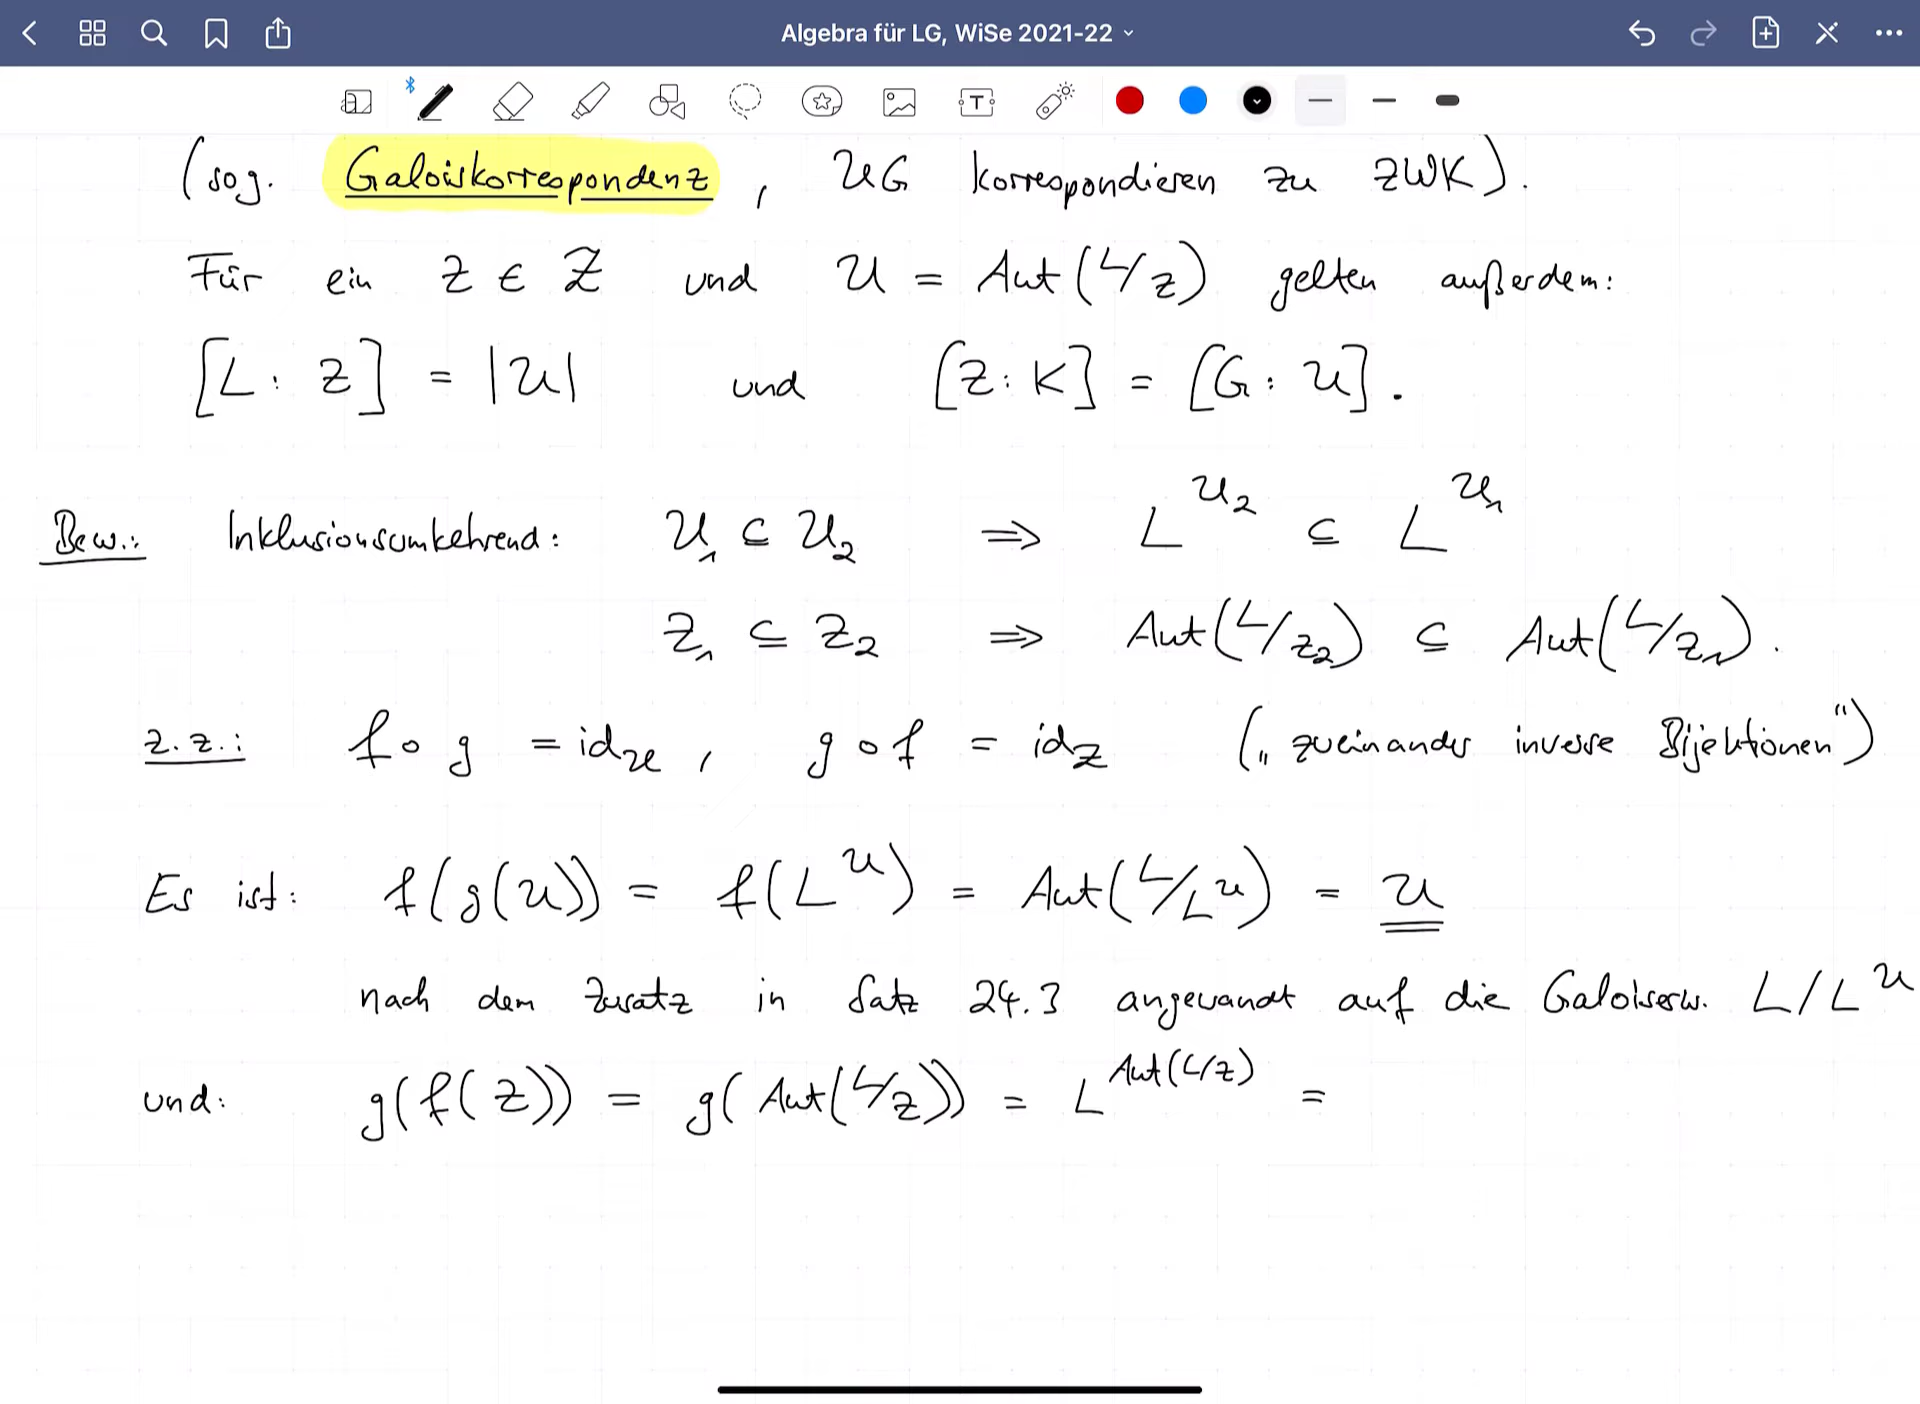 Algebra für LG, WiSe 2021-22
(sog. Galoiskorrespondenz, UG korrespondieren zu ZWK).
Für ein Z ∈ 𝒵 und U = Aut(L/Z) gelten außerdem:
[L : Z] = |U| und [Z : K] = [G : U].
Bew.: Inklusionsumkehrend: U₁ ⊆ U₂ ⇒ L^U₂ ⊆ L^U₁
Z₁ ⊆ Z₂ ⇒ Aut(L/Z₂) ⊆ Aut(L/Z₁).
z.z.: f ∘ g = id_𝒰, g ∘ f = id_𝒵 („zueinander inverse Bijektionen“)
Es ist: f(g(U)) = f(L^U) = Aut(L/L^U) = U
nach dem Zusatz in Satz 24.3 angewandt auf die Galoiserw. L/L^U
und: g(f(Z)) = g(Aut(L/Z)) = L^Aut(L/Z) =